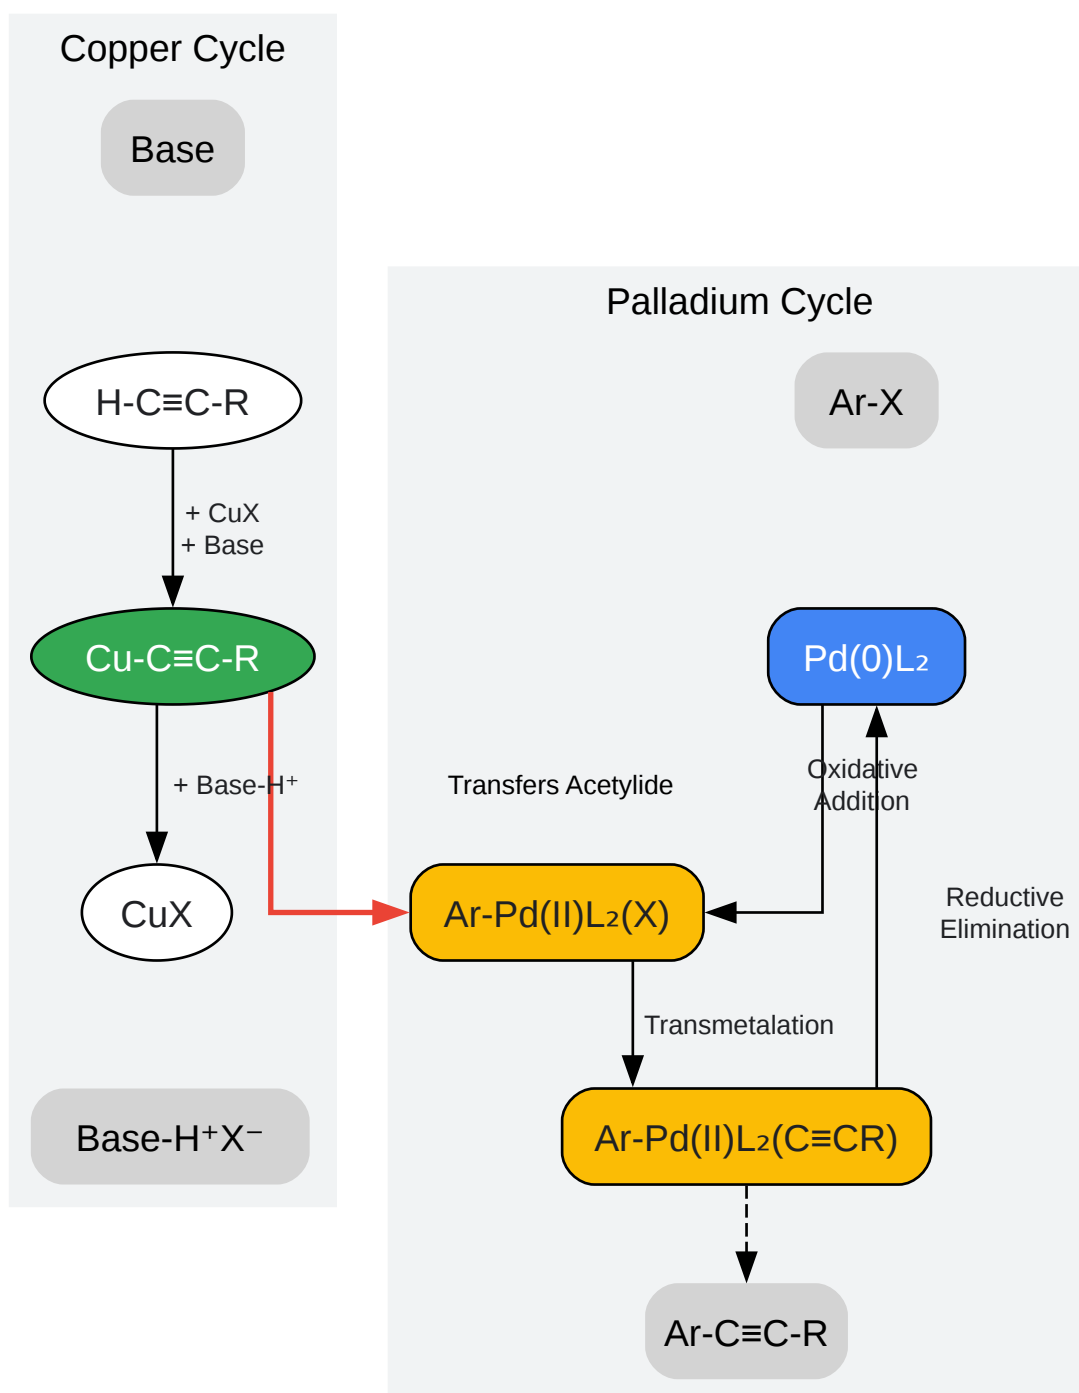 Copper Cycle
Base
H-C≡C-R
+ CuX
+ Base
Cu-C≡C-R
+ Base-H⁺
CuX
Base-H⁺X⁻
Palladium Cycle
Ar-X
Pd(0)L₂
Oxidative
Addition
Transfers Acetylide
Ar-Pd(II)L₂(X)
Reductive
Elimination
Transmetalation
Ar-Pd(II)L₂(C≡CR)
Ar-C≡C-R